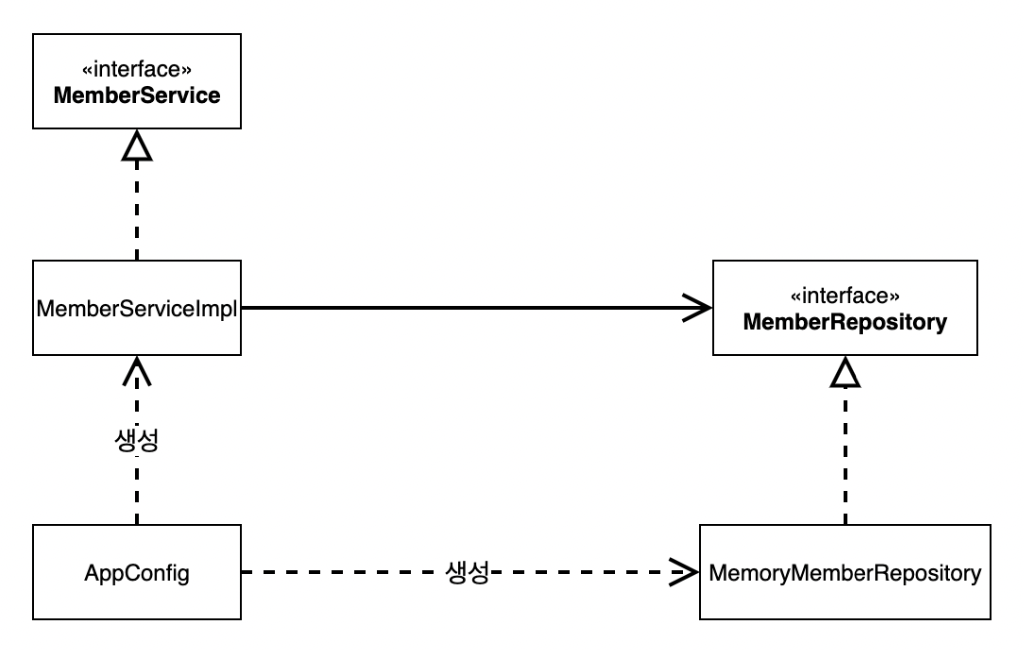 «interface»
MemberService
MemberServiceImpl
«interface»
MemberRepository
생성
AppConfig
생성
MemoryMemberRepository